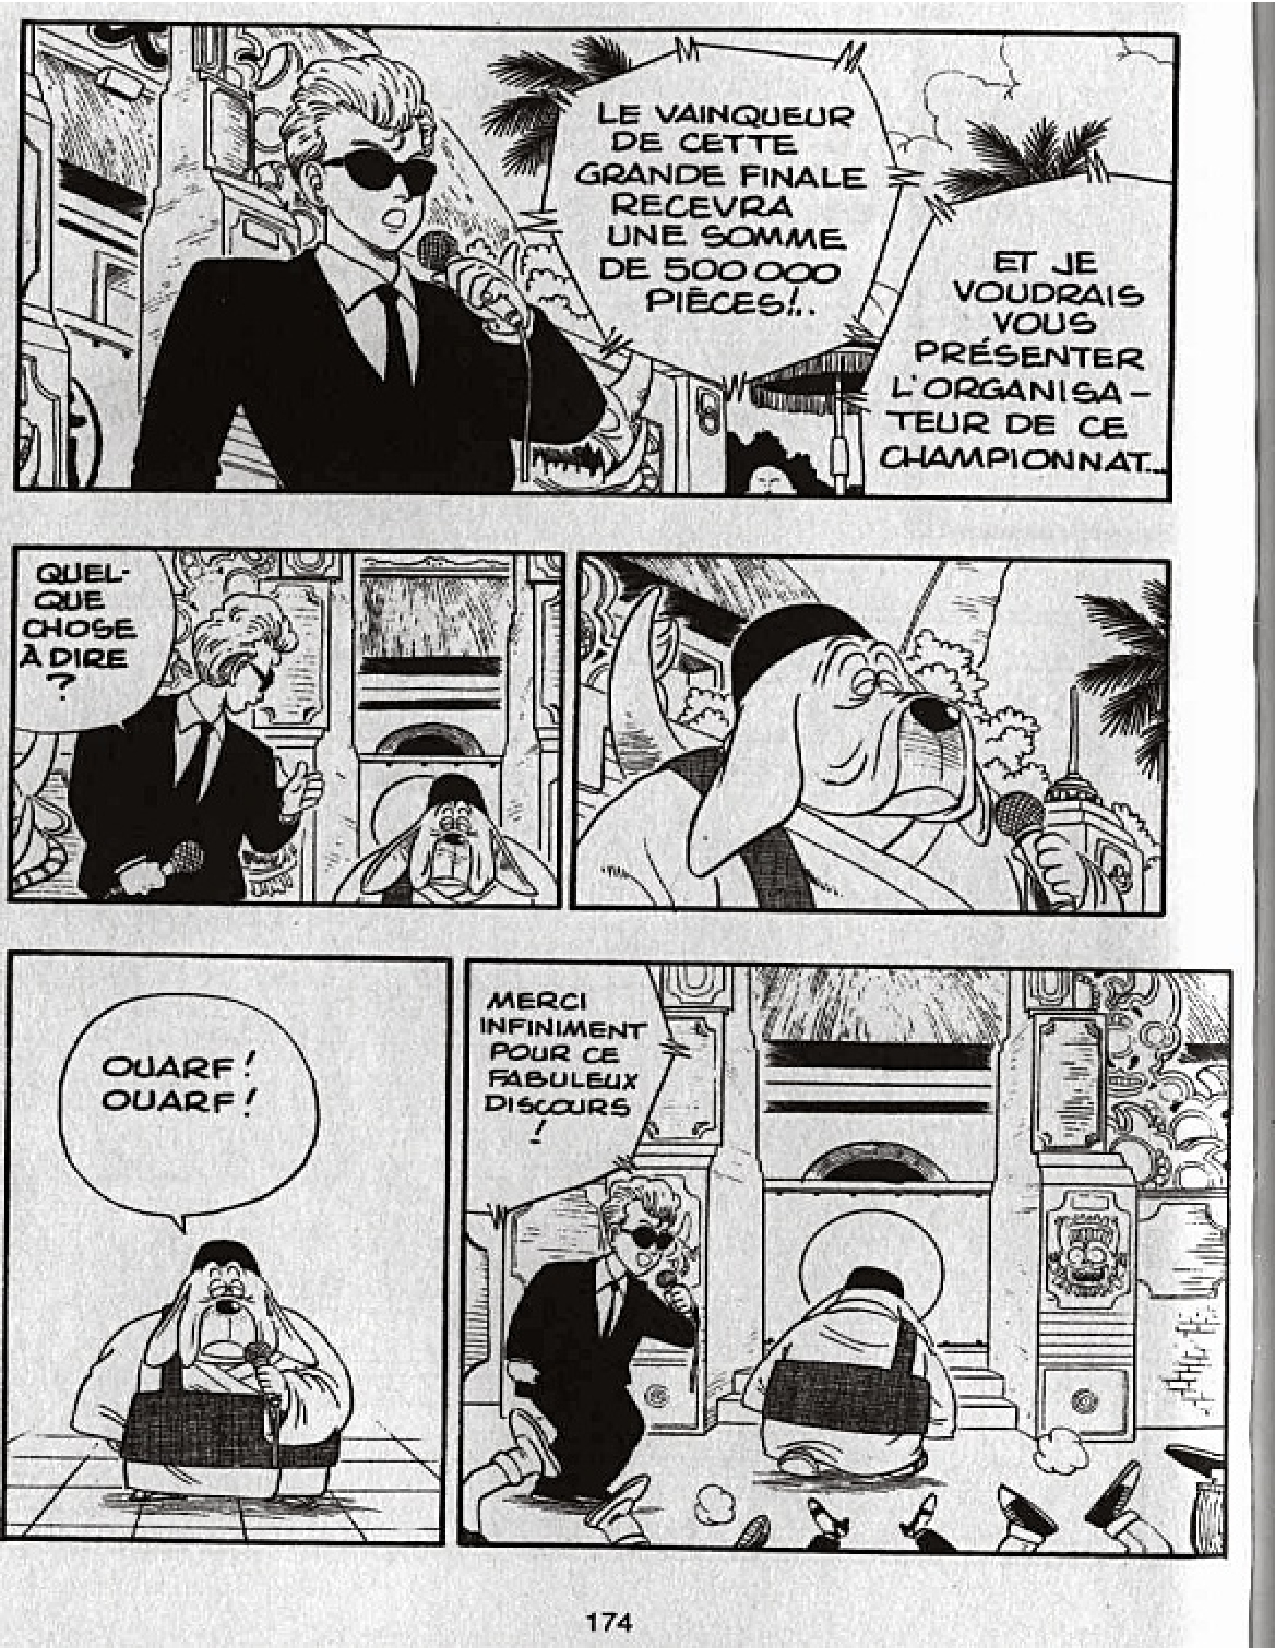 LE VAINQUEUR
DE CETTE
GRANDE FINALE
RECEVRA
UNE SOMME
DE 500 000
PIÈCES!..
ET JE
VOUDRAIS
VOUS
PRÉSENTER
L'ORGANISA-
TEUR DE CE
CHAMPIONNAT...
QUEL-
QUE
CHOSE
À DIRE
?
OUARF!
OUARF!
MERCI
INFINIMENT
POUR CE
FABULEUX
DISCOURS
!
174